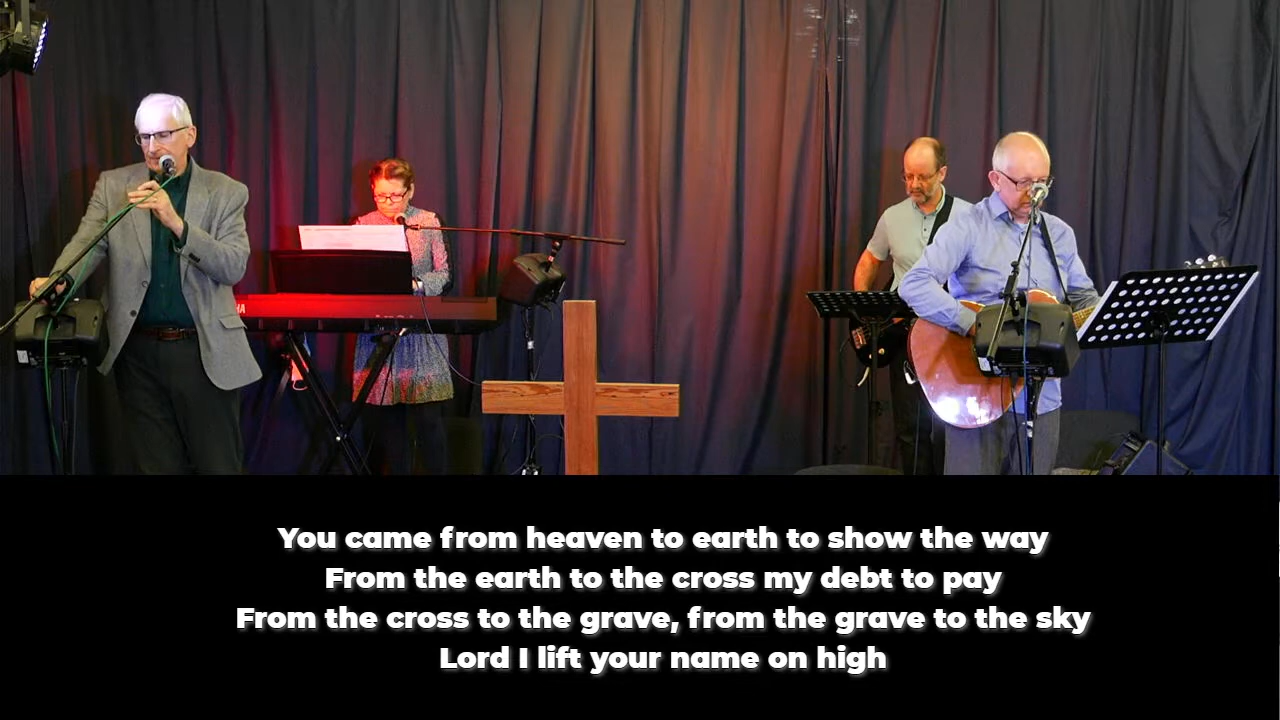 You came from heaven to earth to show the way
From the earth to the cross my debt to pay
From the cross to the grave, from the grave to the sky
Lord I lift your name on high